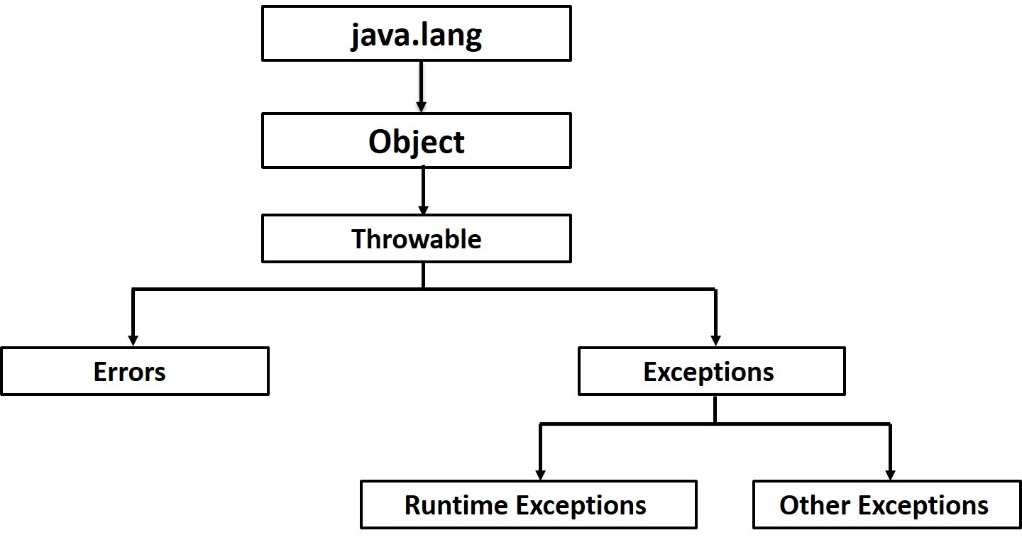 java.lang
Object
Throwable
Errors
Exceptions
Runtime Exceptions
Other Exceptions